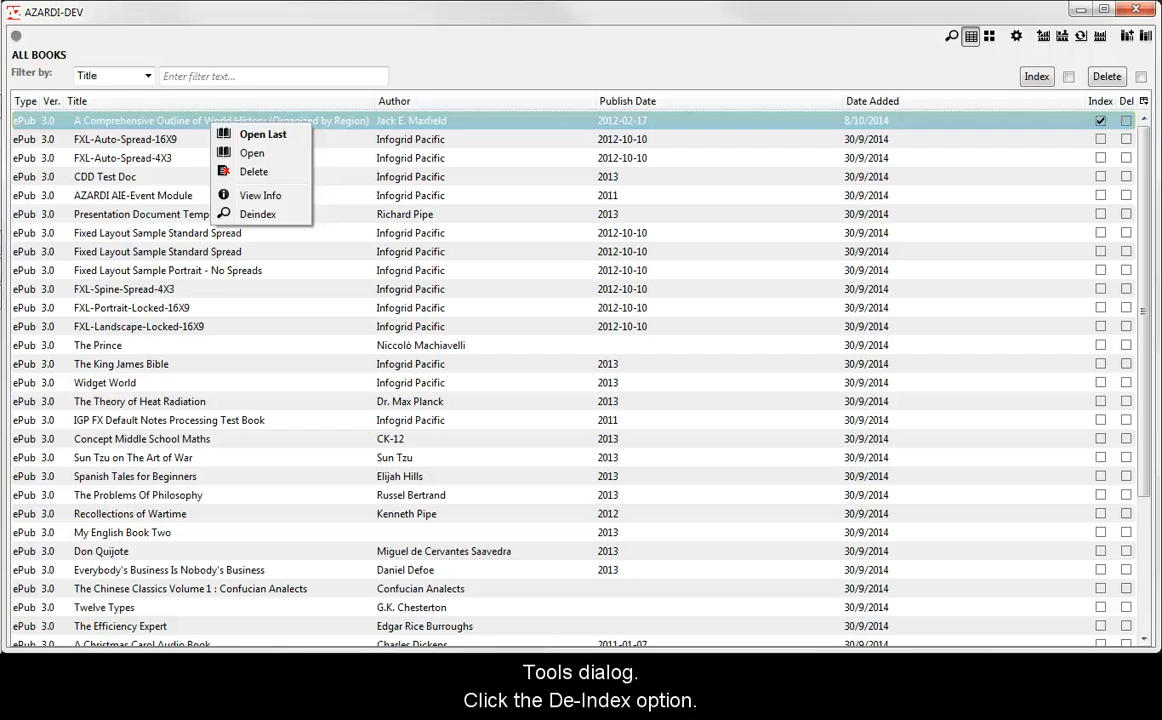 AZARDI-DEV
ALL BOOKS
Filter by: Title Enter filter text... Index Delete
Type Ver. Title Author Publish Date Date Added Index Del
ePub 3.0 A Comprehensive Outline of World History (Organized by Region) Jack E. Maxfield 2012-02-17 8/10/2014
ePub 3.0 FXL-Auto-Spread-16X9 Infogrid Pacific 2012-10-10 30/9/2014
ePub 3.0 FXL-Auto-Spread-4X3 Infogrid Pacific 2012-10-10 30/9/2014
ePub 3.0 CDD Test Doc Infogrid Pacific 2013 30/9/2014
ePub 3.0 AZARDI AIE-Event Module Infogrid Pacific 2011 30/9/2014
ePub 3.0 Presentation Document Temp Richard Pipe 2013 30/9/2014
ePub 3.0 Fixed Layout Sample Standard Spread Infogrid Pacific 2012-10-10 30/9/2014
ePub 3.0 Fixed Layout Sample Standard Spread Infogrid Pacific 2012-10-10 30/9/2014
ePub 3.0 Fixed Layout Sample Portrait - No Spreads Infogrid Pacific 2012-10-10 30/9/2014
ePub 3.0 FXL-Spine-Spread-4X3 Infogrid Pacific 2012-10-10 30/9/2014
ePub 3.0 FXL-Portrait-Locked-16X9 Infogrid Pacific 2012-10-10 30/9/2014
ePub 3.0 FXL-Landscape-Locked-16X9 Infogrid Pacific 2012-10-10 30/9/2014
ePub 3.0 The Prince Niccolò Machiavelli 30/9/2014
ePub 3.0 The King James Bible Infogrid Pacific 2013 30/9/2014
ePub 3.0 Widget World Infogrid Pacific 2013 30/9/2014
ePub 3.0 The Theory of Heat Radiation Dr. Max Planck 2013 30/9/2014
ePub 3.0 IGP FX Default Notes Processing Test Book Infogrid Pacific 2011 30/9/2014
ePub 3.0 Concept Middle School Maths CK-12 2013 30/9/2014
ePub 3.0 Sun Tzu on The Art of War Sun Tzu 2013 30/9/2014
ePub 3.0 Spanish Tales for Beginners Elijah Hills 2013 30/9/2014
ePub 3.0 The Problems Of Philosophy Russel Bertrand 2013 30/9/2014
ePub 3.0 Recollections of Wartime Kenneth Pipe 2012 30/9/2014
ePub 3.0 My English Book Two 2013 30/9/2014
ePub 3.0 Don Quijote Miguel de Cervantes Saavedra 2013 30/9/2014
ePub 3.0 Everybody's Business Is Nobody's Business Daniel Defoe 2013 30/9/2014
ePub 3.0 The Chinese Classics Volume 1 : Confucian Analects Confucian Analects 30/9/2014
ePub 3.0 Twelve Types G.K. Chesterton 30/9/2014
ePub 3.0 The Efficiency Expert Edgar Rice Burroughs 30/9/2014
ePub 3.0 A Christmas Carol Audio Book Charles Dickens 2011-01-07 30/9/2014
Open Last
Open
Delete
View Info
Deindex
Tools dialog.
Click the De-Index option.